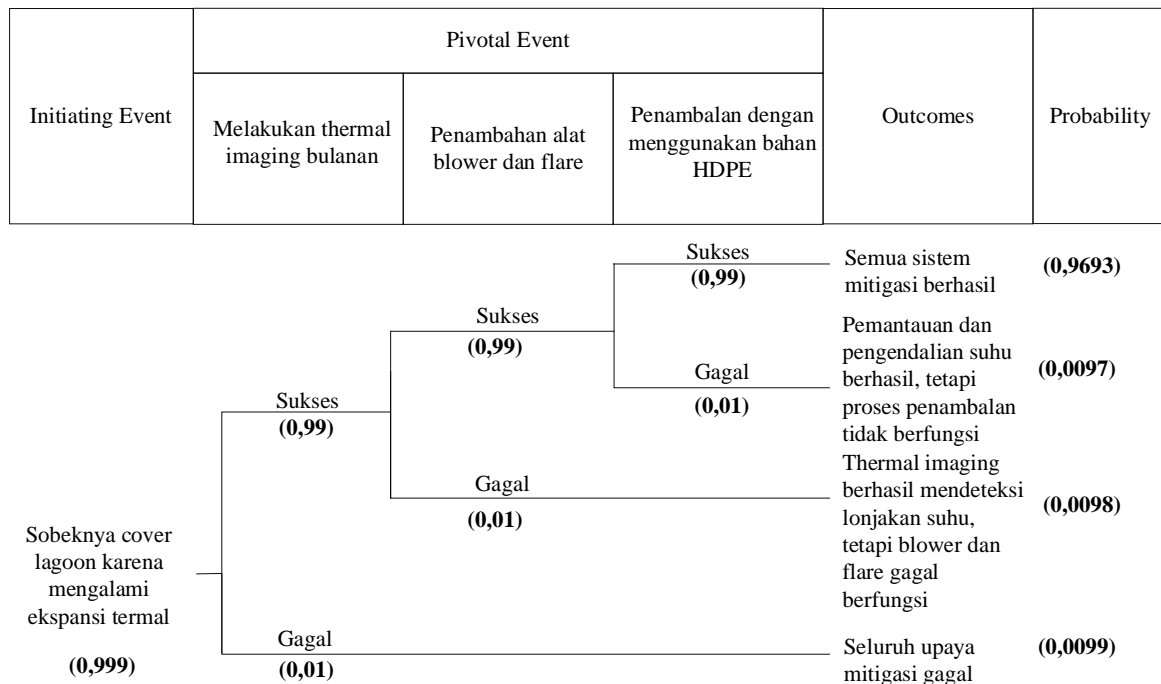 Initiating Event
Pivotal Event
Melakukan thermal
imaging bulanan
Penambahan alat
blower dan flare
Penambalan dengan
menggunakan bahan
HDPE
Outcomes
Probability
Sukses
(0,99)
Semua sistem
mitigasi berhasil
(0,9693)
Sukses
(0,99)
Gagal
(0,01)
Pemantauan dan
pengendalian suhu
berhasil, tetapi
proses penambalan
tidak berfungsi
(0,0097)
Sukses
(0,99)
Gagal
(0,01)
Thermal imaging
berhasil mendeteksi
lonjakan suhu,
tetapi blower dan
flare gagal
berfungsi
(0,0098)
Sobeknya cover
lagoon karena
mengalami
ekspansi termal
(0,999)
Gagal
(0,01)
Seluruh upaya
mitigasi gagal
(0,0099)